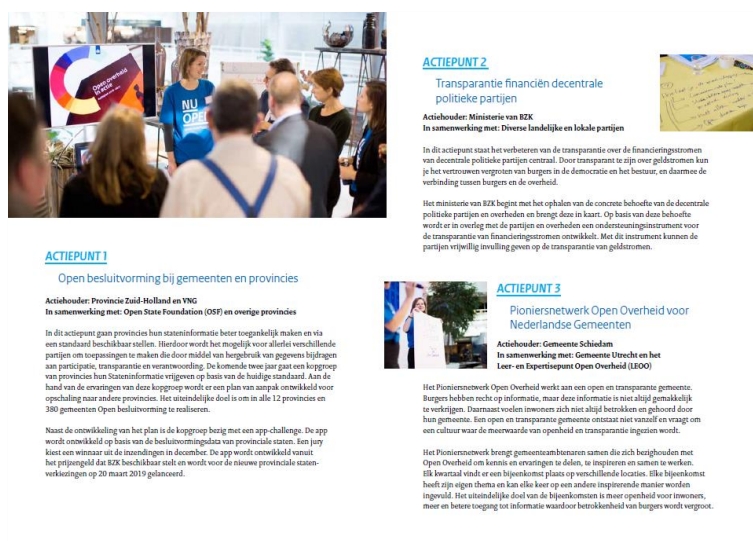 Open overheid
in actie
NU
OPEN
ACTIEPUNT 1
Open besluitvorming bij gemeenten en provincies
Actiehouder: Provincie Zuid-Holland en VNG
In samenwerking met: Open State Foundation (OSF) en overige provincies
In dit actiepunt gaan provincies hun stateninformatie beter toegankelijk maken en via
een standaard beschikbaar stellen. Hierdoor wordt het mogelijk voor allerlei verschillende
partijen om toepassingen te maken die door middel van hergebruik van gegevens bijdragen
aan participatie, transparantie en verantwoording. De komende twee jaar gaat een kopgroep
van provincies hun Stateninformatie vrijgeven op basis van de huidige standaard. Aan de
hand van de ervaringen van deze kopgroep wordt er een plan van aanpak ontwikkeld voor
opschaling naar andere provincies. Het uiteindelijke doel is om in alle 12 provincies en
380 gemeenten Open besluitvorming te realiseren.
Naast de ontwikkeling van het plan is de kopgroep bezig met een app-challenge. De app
wordt ontwikkeld op basis van de besluitvormingsdata van provinciale staten. Een jury
kiest een winnaar uit de inzendingen in december. De app wordt ontwikkeld vanuit
het prijzengeld dat BZK beschikbaar stelt en wordt voor de nieuwe provinciale staten-
verkiezingen op 20 maart 2019 gelanceerd.
ACTIEPUNT 2
Transparantie financiën decentrale
politieke partijen
Actiehouder: Ministerie van BZK
In samenwerking met: Diverse landelijke en lokale partijen
In dit actiepunt staat het verbeteren van de transparantie over de financieringsstromen
van decentrale politieke partijen centraal. Door transparant te zijn over geldstromen kun
je het vertrouwen vergroten van burgers in de democratie en het bestuur, en daarmee de
verbinding tussen burgers en de overheid.
Het ministerie van BZK begint met het ophalen van de concrete behoefte van de decentrale
politieke partijen en overheden en brengt deze in kaart. Op basis van deze behoefte
wordt er in overleg met de partijen en overheden een ondersteuningsinstrument voor
de transparantie van financieringsstromen ontwikkelt. Met dit instrument kunnen de
partijen vrijwillig invulling geven op de transparantie van geldstromen.
ACTIEPUNT 3
Pioniersnetwerk Open Overheid voor
Nederlandse Gemeenten
Actiehouder: Gemeente Schiedam
In samenwerking met: Gemeente Utrecht en het
Leer- en Expertisepunt Open Overheid (LEOO)
Het Pioniersnetwerk Open Overheid werkt aan een open en transparante gemeente.
Burgers hebben recht op informatie, maar deze informatie is niet altijd gemakkelijk
te verkrijgen. Daarnaast voelen inwoners zich niet altijd betrokken en gehoord door
hun gemeente. Een open en transparante gemeente ontstaat niet vanzelf en vraagt om
een cultuur waar de meerwaarde van openheid en transparantie ingezien wordt.
Het Pioniersnetwerk brengt gemeenteambtenaren samen die zich bezighouden met
Open Overheid om kennis en ervaringen te delen, te inspireren en samen te werken.
Elk kwartaal vindt er een bijeenkomst plaats op verschillende locaties. Elke bijeenkomst
heeft zijn eigen thema en kan elke keer op een andere inspirerende manier worden
ingevuld. Het uiteindelijke doel van de bijeenkomsten is meer openheid voor inwoners,
meer en betere toegang tot informatie waardoor betrokkenheid van burgers wordt vergroot.